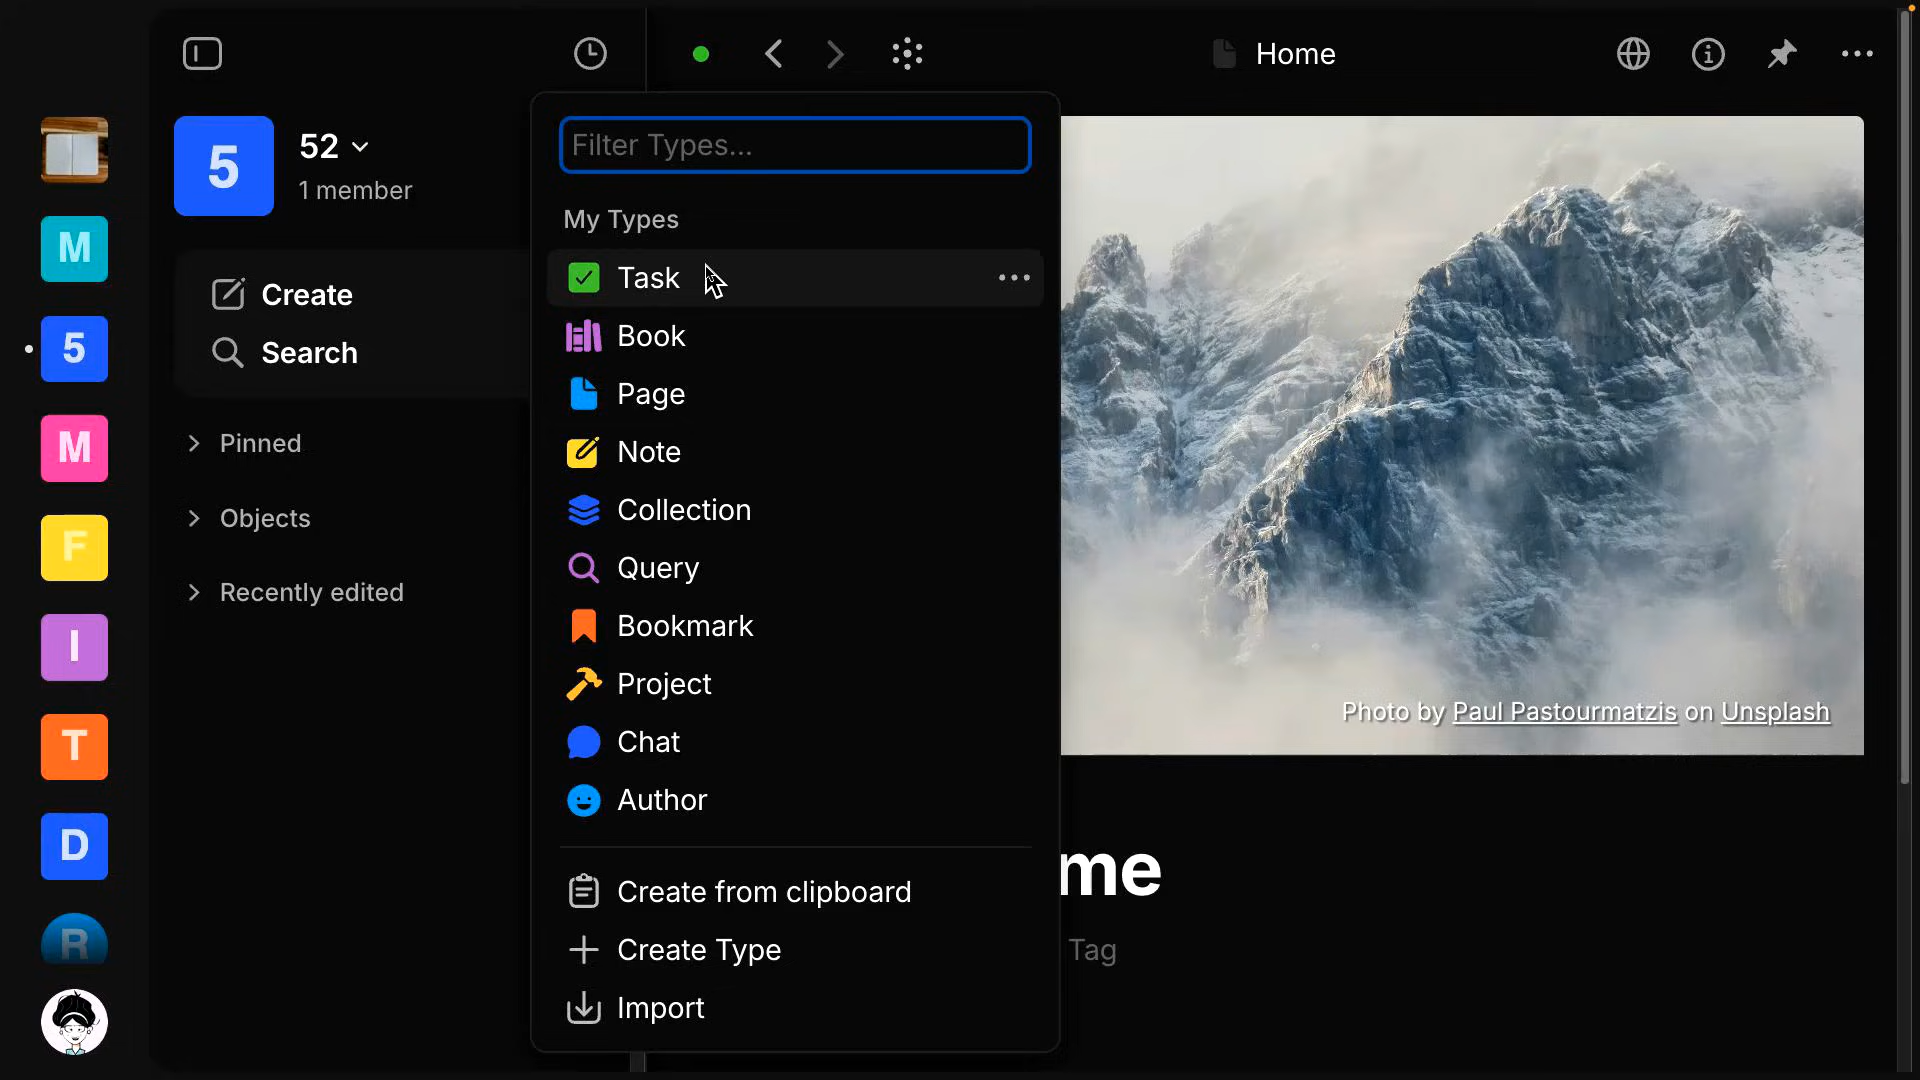 Home
M
5
M
F
I
T
D
R
5
52
1 member
Create
Search
Pinned
Objects
Recently edited
Filter Types...
My Types
Task
Book
Page
Note
Collection
Query
Bookmark
Project
Chat
Author
Create from clipboard
Create Type
Import
Photo by Paul Pastourmatzis on Unsplash
me
Tag